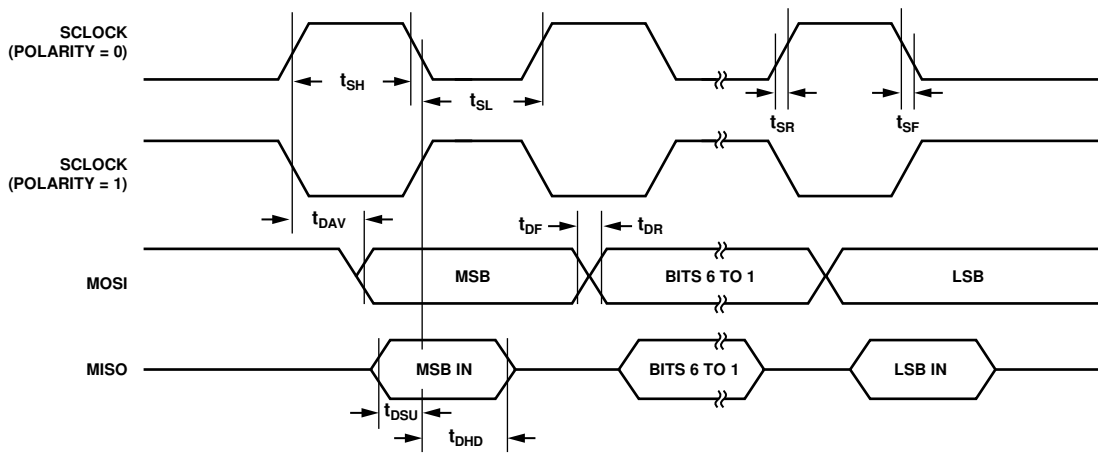 SCLOCK
(POLARITY = 0)
tSH
tSL
tSR
tSF
SCLOCK
(POLARITY = 1)
tDAV
tDF
tDR
MOSI
MSB
BITS 6 TO 1
LSB
MISO
MSB IN
BITS 6 TO 1
LSB IN
tDSU
tDHD